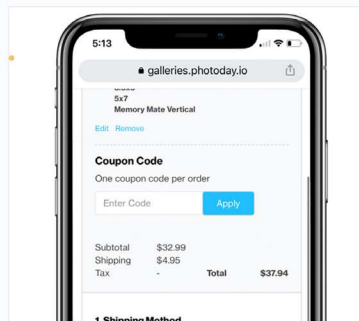 5:13
galleries.photoday.io
5x7
Memory Mate Vertical
Edit Remove
Coupon Code
One coupon code per order
Enter Code Apply
Subtotal $32.99
Shipping $4.95
Tax - Total $37.94
1. Shipping Method